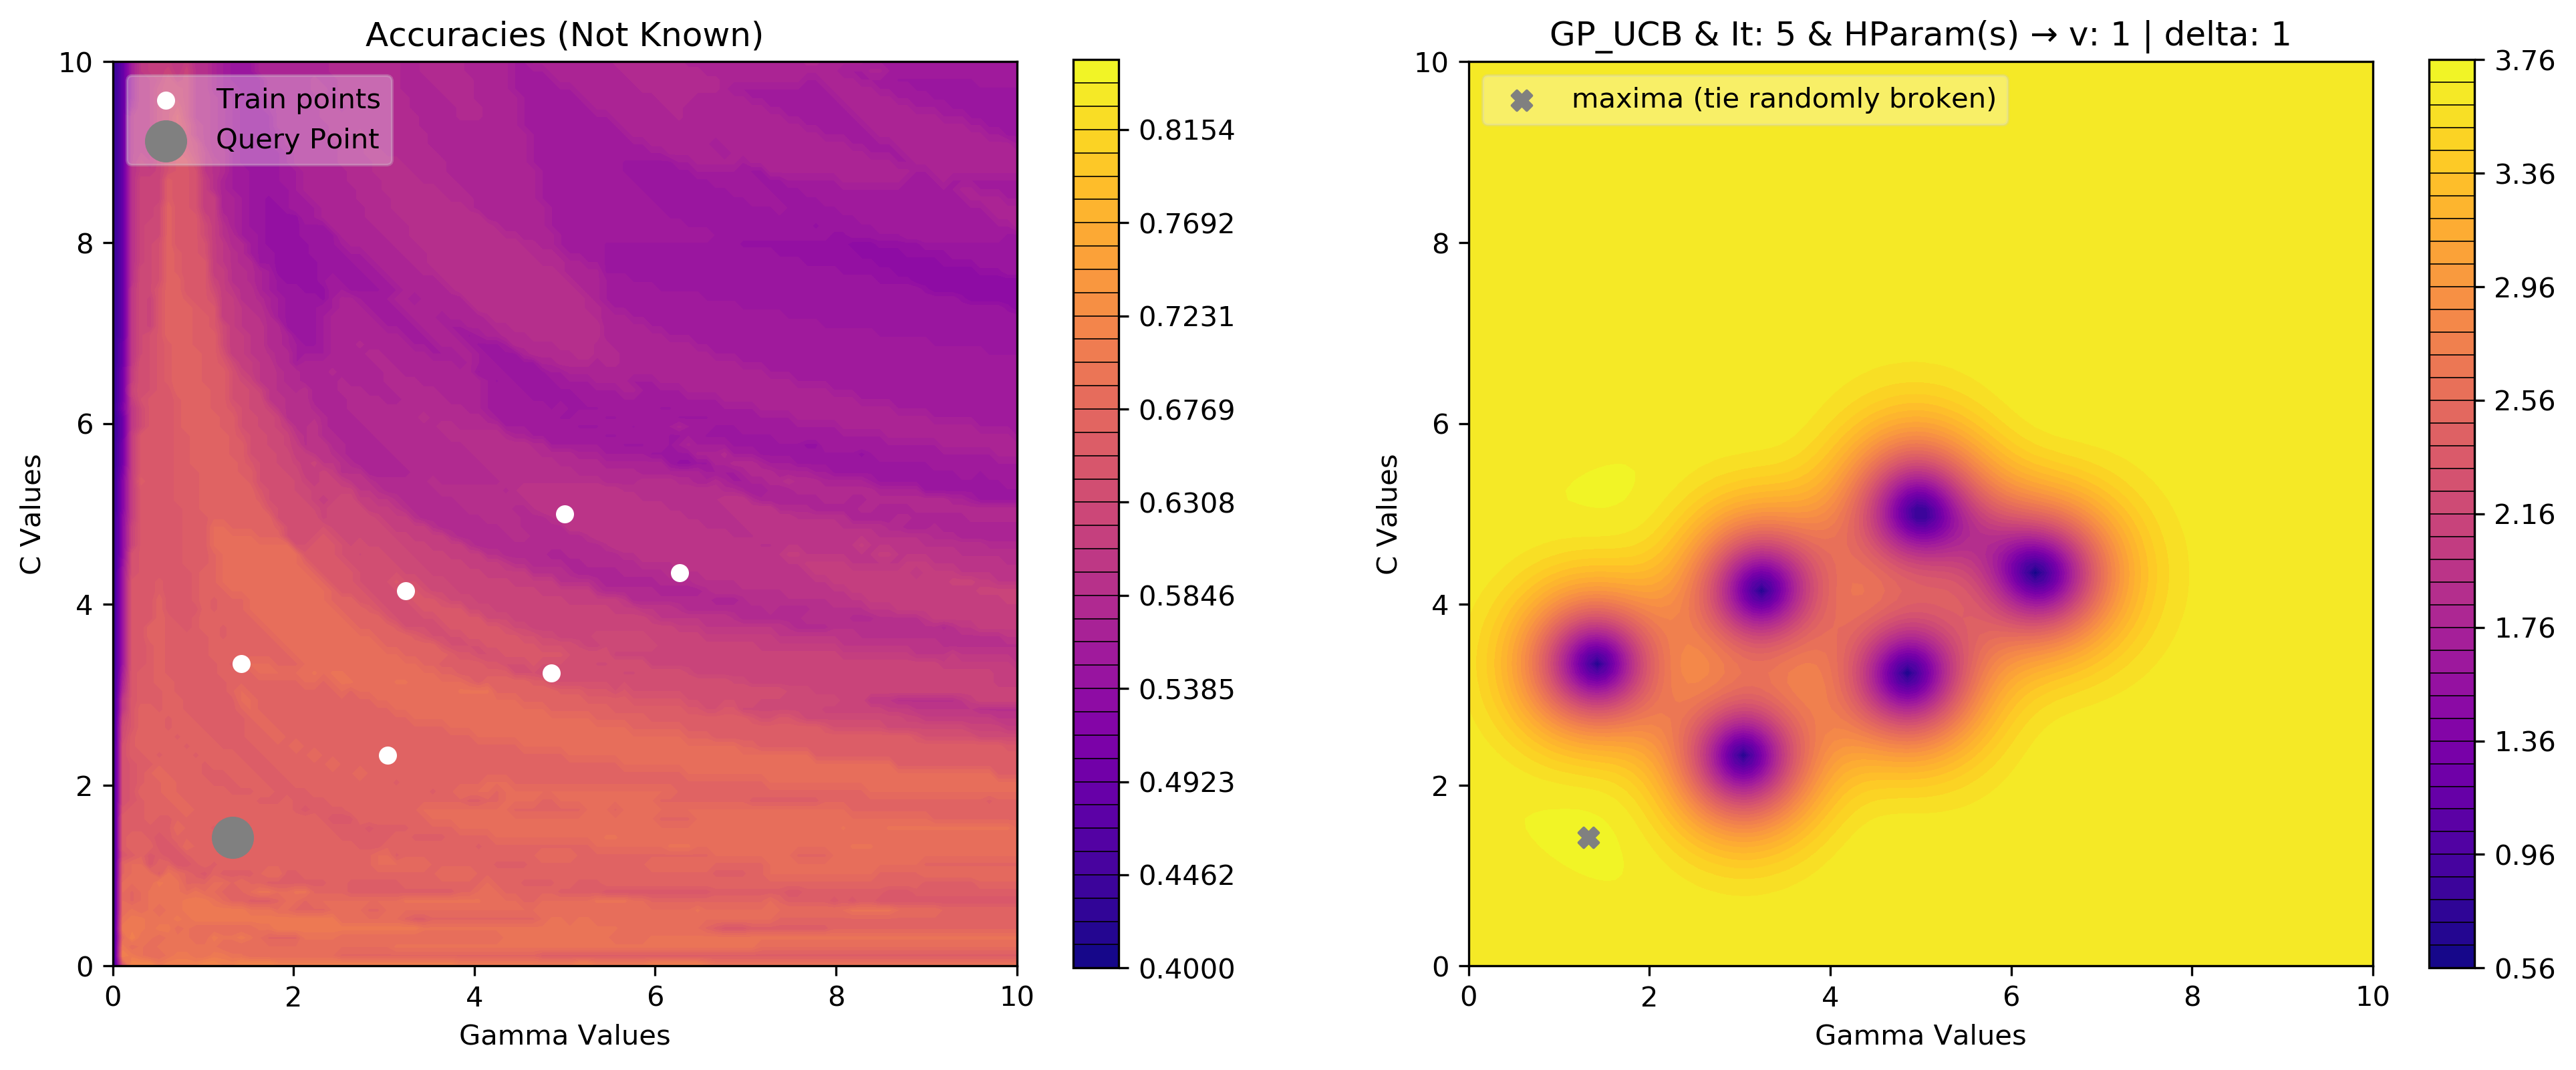 Accuracies (Not Known)
10
8
6
4
2
0
C Values
Train points
Query Point
0 2 4 6 8 10
Gamma Values
0.8154
0.7692
0.7231
0.6769
0.6308
0.5846
0.5385
0.4923
0.4462
0.4000
GP_UCB & It: 5 & HParam(s) → v: 1 | delta: 1
10
8
6
4
2
0
C Values
maxima (tie randomly broken)
0 2 4 6 8 10
Gamma Values
3.76
3.36
2.96
2.56
2.16
1.76
1.36
0.96
0.56